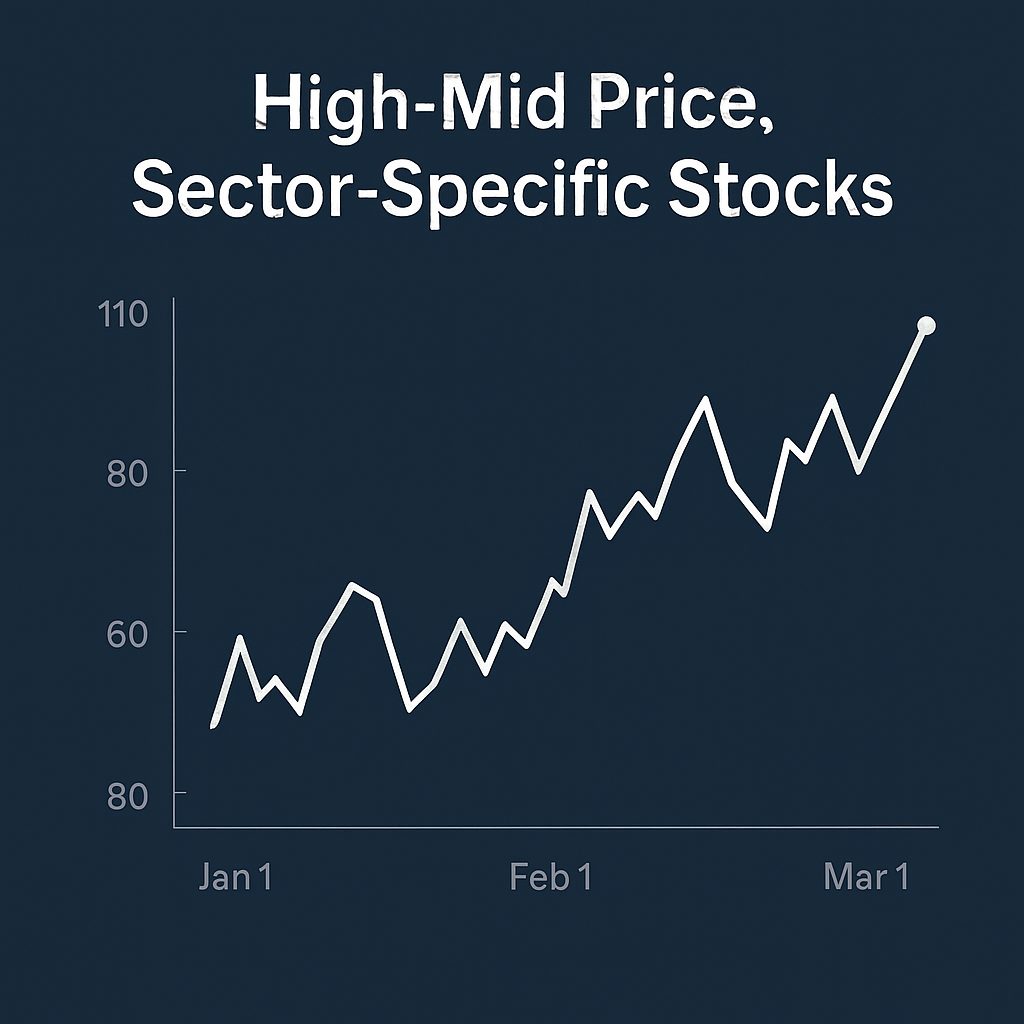 High-Mid Price,
Sector-Specific Stocks
110
80
60
80
Jan 1 Feb 1 Mar 1